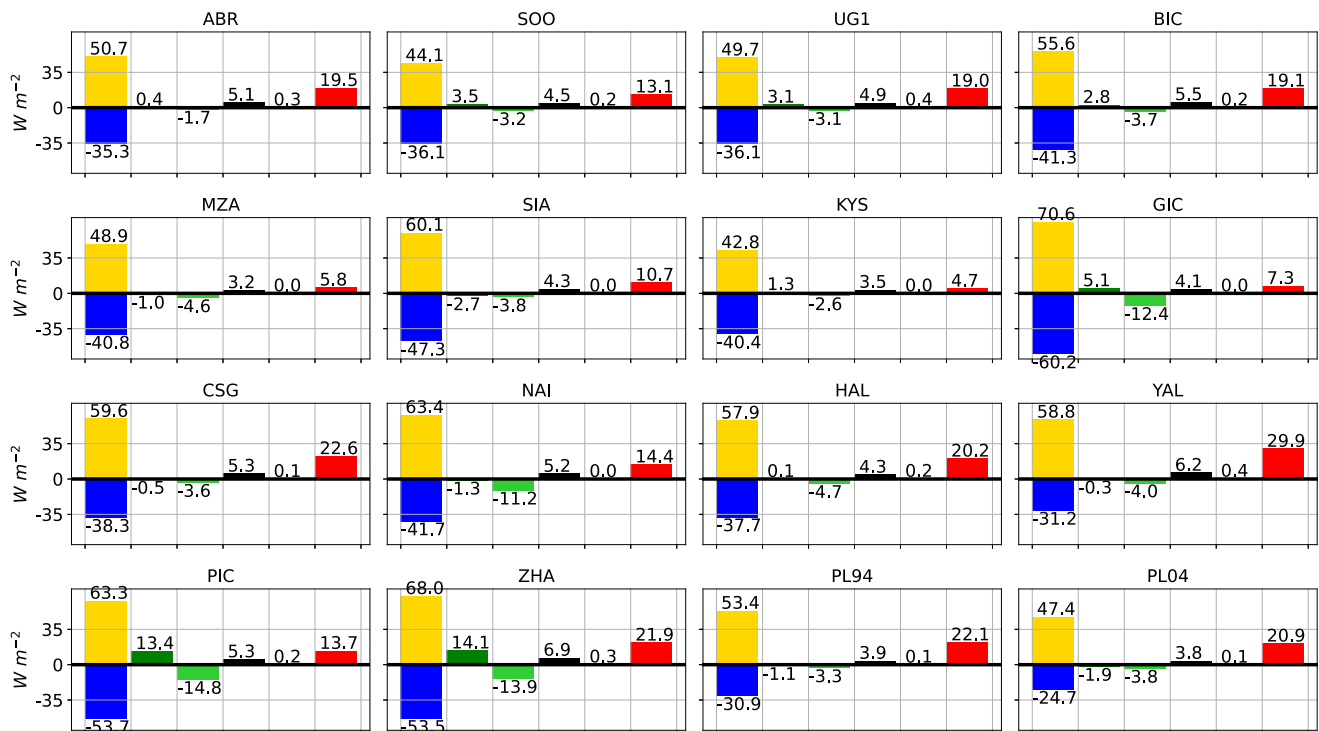 ABR SOO UG1 BIC
50.7 0.4 -1.7 5.1 0.3 19.5 -35.3
44.1 3.5 -3.2 4.5 0.2 13.1 -36.1
49.7 3.1 -3.1 4.9 0.4 19.0 -36.1
55.6 2.8 -3.7 5.5 0.2 19.1 -41.3
35
0
-35
W m⁻²
MZA SIA KYS GIC
48.9 -1.0 -4.6 3.2 0.0 5.8 -40.8
60.1 -2.7 -3.8 4.3 0.0 10.7 -47.3
42.8 1.3 -2.6 3.5 0.0 4.7 -40.4
70.6 5.1 -12.4 4.1 0.0 7.3 -60.2
35
0
-35
W m⁻²
CSG NAI HAL YAL
59.6 -0.5 -3.6 5.3 0.1 22.6 -38.3
63.4 -1.3 -11.2 5.2 0.0 14.4 -41.7
57.9 0.1 -4.7 4.3 0.2 20.2 -37.7
58.8 -0.3 -4.0 6.2 0.4 29.9 -31.2
35
0
-35
W m⁻²
PIC ZHA PL94 PL04
63.3 13.4 -14.8 5.3 0.2 13.7 -53.7
68.0 14.1 -13.9 6.9 0.3 21.9 -53.5
53.4 -1.1 -3.3 3.9 0.1 22.1 -30.9
47.4 -1.9 -3.8 3.8 0.1 20.9 -24.7
35
0
-35
W m⁻²